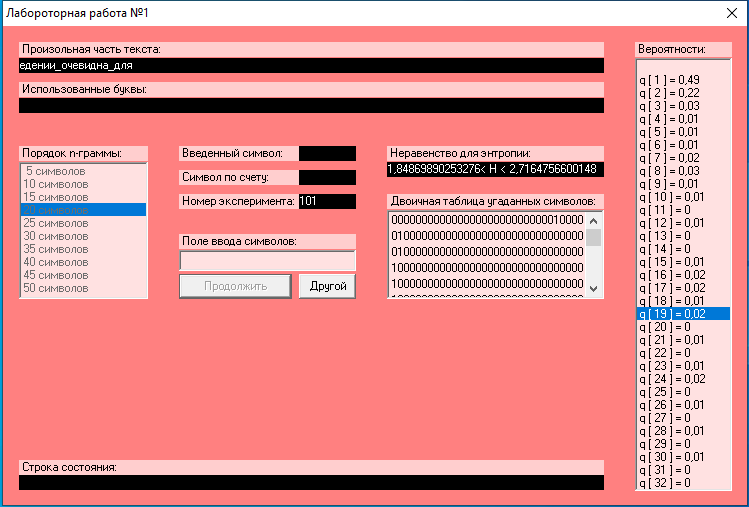 Лабороторная работа №1
Произольная часть текста:
едении_очевидна_для
Использованные буквы:
Порядок n-граммы:
5 символов
10 символов
15 символов
20 символов
25 символов
30 символов
35 символов
40 символов
45 символов
50 символов
Введенный символ:
Символ по счету:
Номер эксперимента: 101
Поле ввода символов:
Продолжить
Другой
Неравенство для энтропии:
1,84869890253276< H < 2,7164756600148
Двоичная таблица угаданных символов:
Строка состояния:
Вероятности:
q [ 1 ] = 0,49
q [ 2 ] = 0,22
q [ 3 ] = 0,03
q [ 4 ] = 0,01
q [ 5 ] = 0,01
q [ 6 ] = 0,01
q [ 7 ] = 0,02
q [ 8 ] = 0,03
q [ 9 ] = 0,01
q [ 10 ] = 0,01
q [ 11 ] = 0
q [ 12 ] = 0,01
q [ 13 ] = 0
q [ 14 ] = 0
q [ 15 ] = 0,01
q [ 16 ] = 0,02
q [ 17 ] = 0,02
q [ 18 ] = 0,01
q [ 19 ] = 0,02
q [ 20 ] = 0
q [ 21 ] = 0,01
q [ 22 ] = 0
q [ 23 ] = 0,01
q [ 24 ] = 0,02
q [ 25 ] = 0
q [ 26 ] = 0,01
q [ 27 ] = 0
q [ 28 ] = 0,01
q [ 29 ] = 0
q [ 30 ] = 0,01
q [ 31 ] = 0
q [ 32 ] = 0